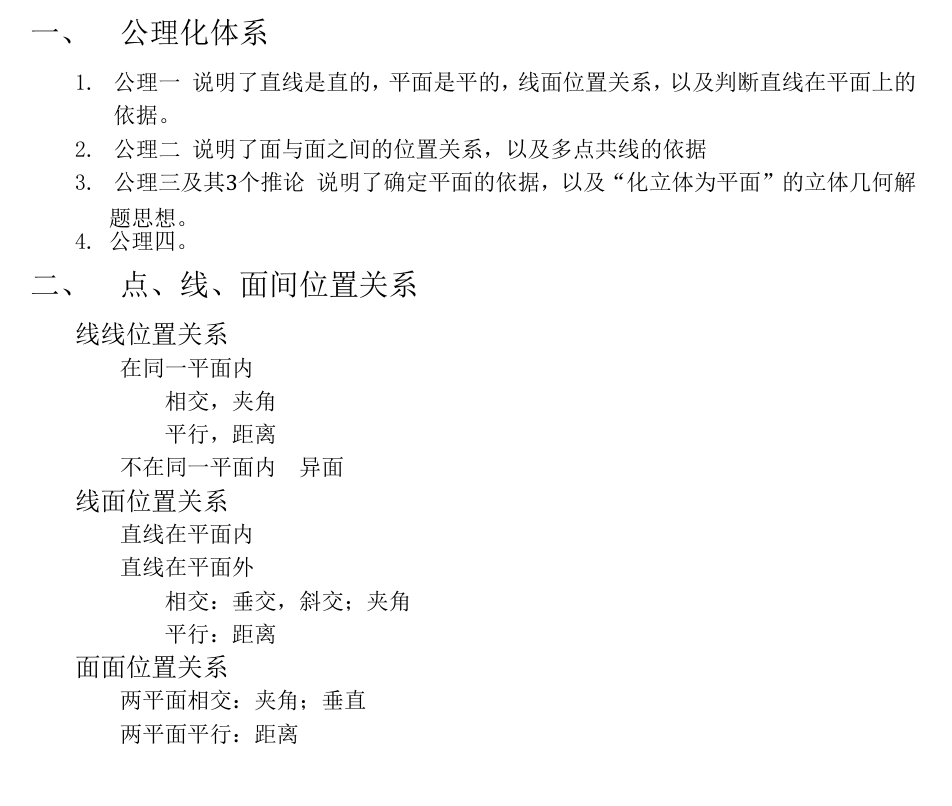 一、 公理化体系
1. 公理一 说明了直线是直的，平面是平的，线面位置关系，以及判断直线在平面上的
依据。
2. 公理二 说明了面与面之间的位置关系，以及多点共线的依据
3. 公理三及其3个推论 说明了确定平面的依据，以及“化立体为平面”的立体几何解
题思想。
4. 公理四。
二、 点、线、面间位置关系
线线位置关系
在同一平面内
相交，夹角
平行，距离
不在同一平面内 异面
线面位置关系
直线在平面内
直线在平面外
相交：垂交，斜交；夹角
平行：距离
面面位置关系
两平面相交：夹角；垂直
两平面平行：距离